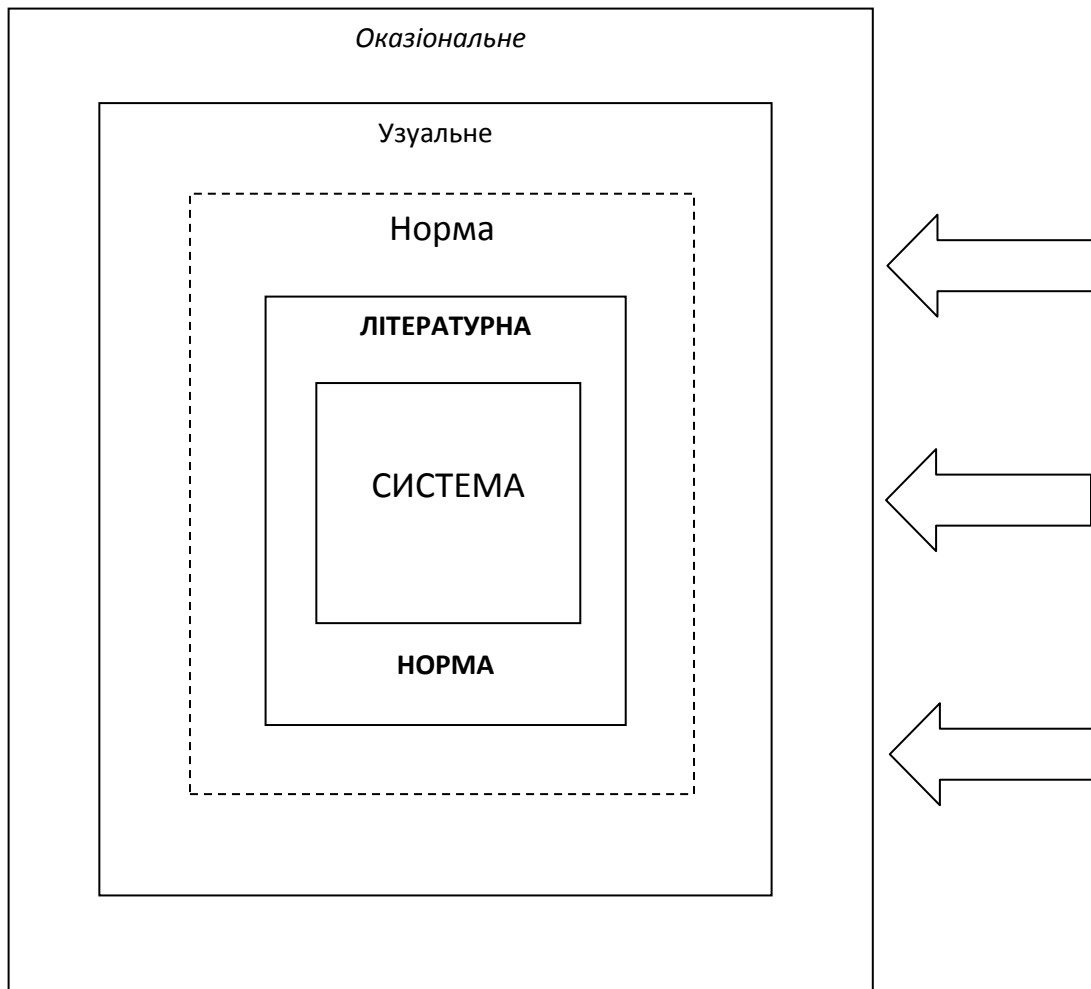 Оказіональне
Узуальне
Норма
ЛІТЕРАТУРНА
СИСТЕМА
НОРМА